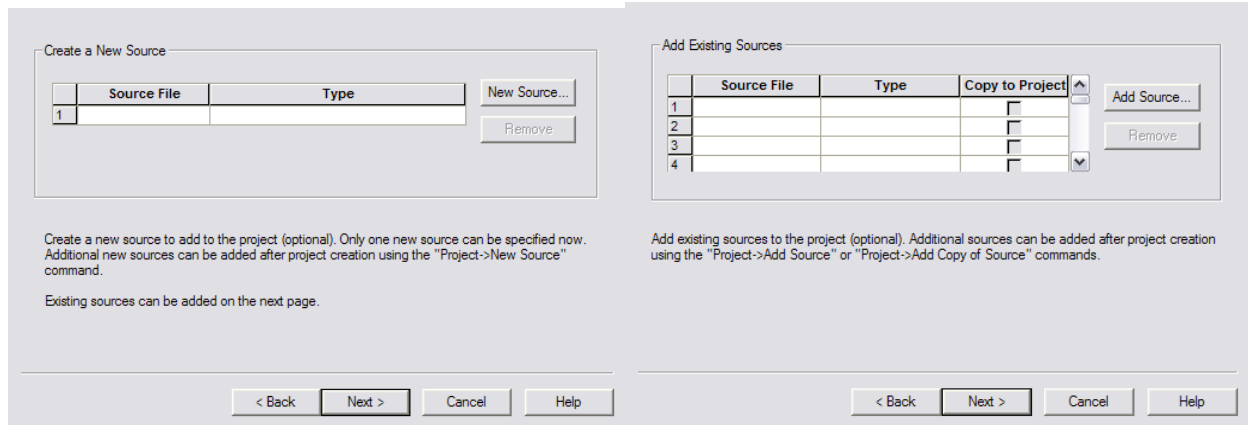 Create a New Source
Source File Type
1
New Source...
Remove
Create a new source to add to the project (optional). Only one new source can be specified now.
Additional new sources can be added after project creation using the "Project->New Source"
command.
Existing sources can be added on the next page.
< Back Next > Cancel Help
Add Existing Sources
Source File Type Copy to Project
1
2
3
4
Add Source...
Remove
Add existing sources to the project (optional). Additional sources can be added after project creation
using the "Project->Add Source" or "Project->Add Copy of Source" commands.
< Back Next > Cancel Help